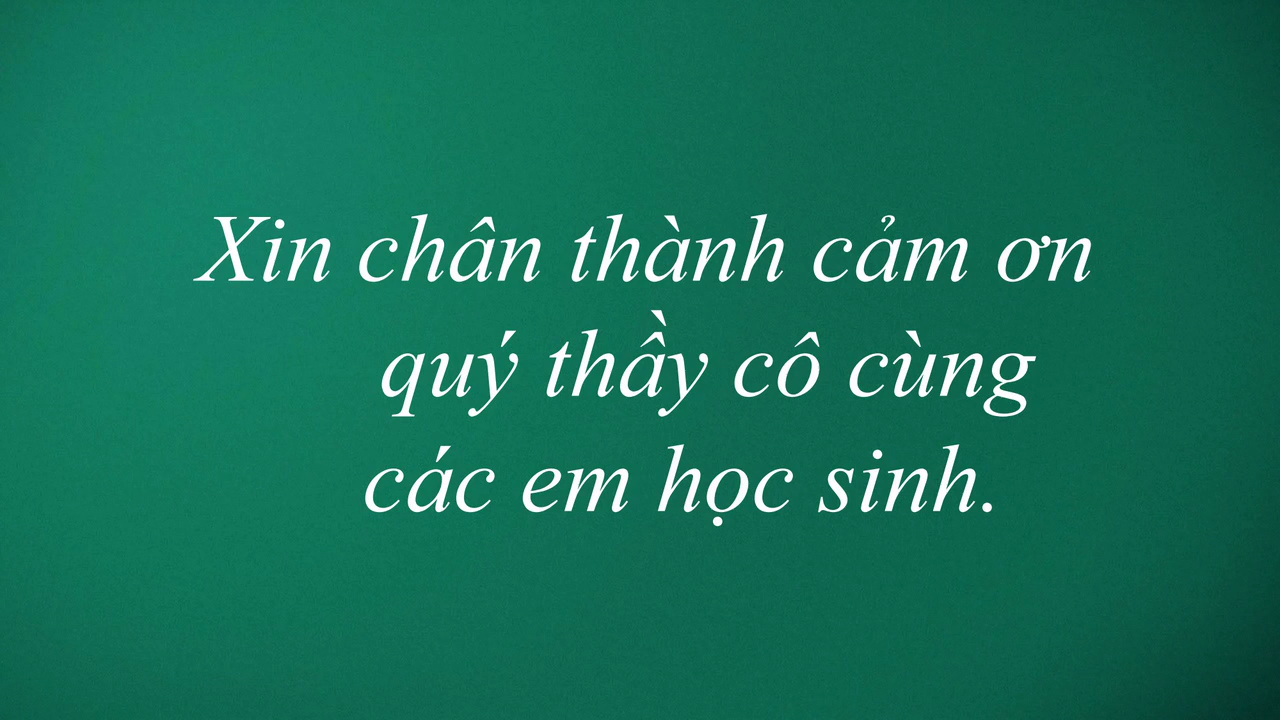 Xin chân thành cảm ơn
quý thầy cô cùng
các em học sinh.